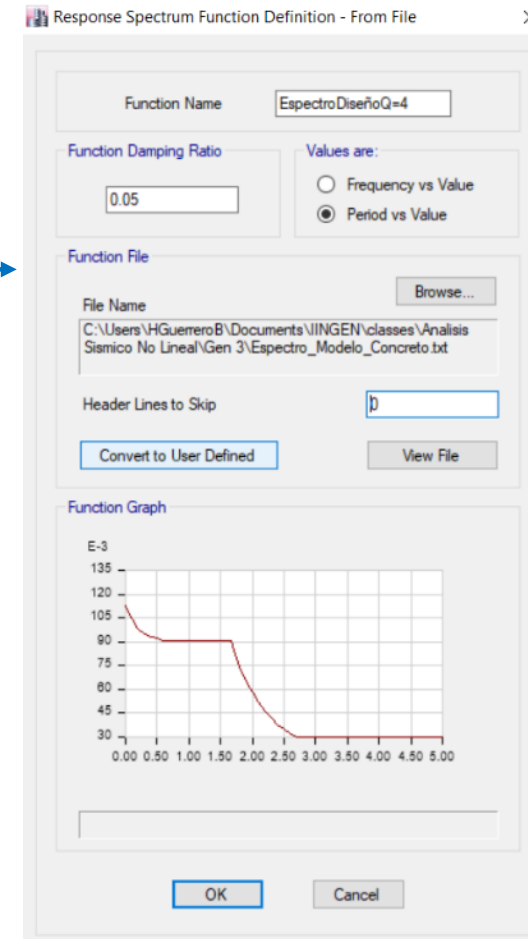 Response Spectrum Function Definition - From File
Function Name EspectroDiseñoQ=4
Function Damping Ratio
0.05
Values are:
Frequency vs Value
Period vs Value
Function File
Browse...
File Name
C:\Users\HGuerreroB\Documents\IINGEN\classes\Analisis
Sismico No Lineal\Gen 3\Espectro_Modelo_Concreto.txt
Header Lines to Skip 0
Convert to User Defined View File
Function Graph
E-3
135
120
105
90
75
60
45
30
0.00 0.50 1.00 1.50 2.00 2.50 3.00 3.50 4.00 4.50 5.00
OK Cancel